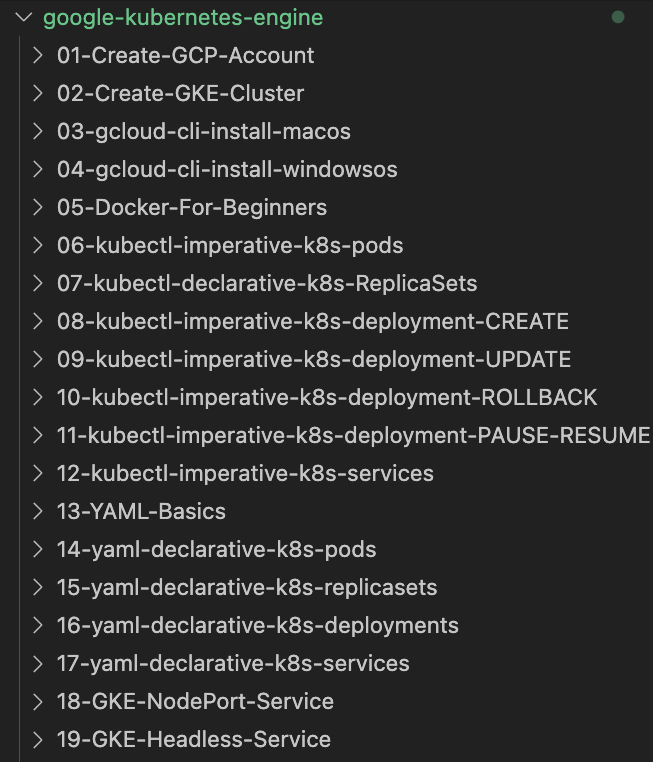 google-kubernetes-engine
01-Create-GCP-Account
02-Create-GKE-Cluster
03-gcloud-cli-install-macos
04-gcloud-cli-install-windowsos
05-Docker-For-Beginners
06-kubectl-imperative-k8s-pods
07-kubectl-declarative-k8s-ReplicaSets
08-kubectl-imperative-k8s-deployment-CREATE
09-kubectl-imperative-k8s-deployment-UPDATE
10-kubectl-imperative-k8s-deployment-ROLLBACK
11-kubectl-imperative-k8s-deployment-PAUSE-RESUME
12-kubectl-imperative-k8s-services
13-YAML-Basics
14-yaml-declarative-k8s-pods
15-yaml-declarative-k8s-replicasets
16-yaml-declarative-k8s-deployments
17-yaml-declarative-k8s-services
18-GKE-NodePort-Service
19-GKE-Headless-Service